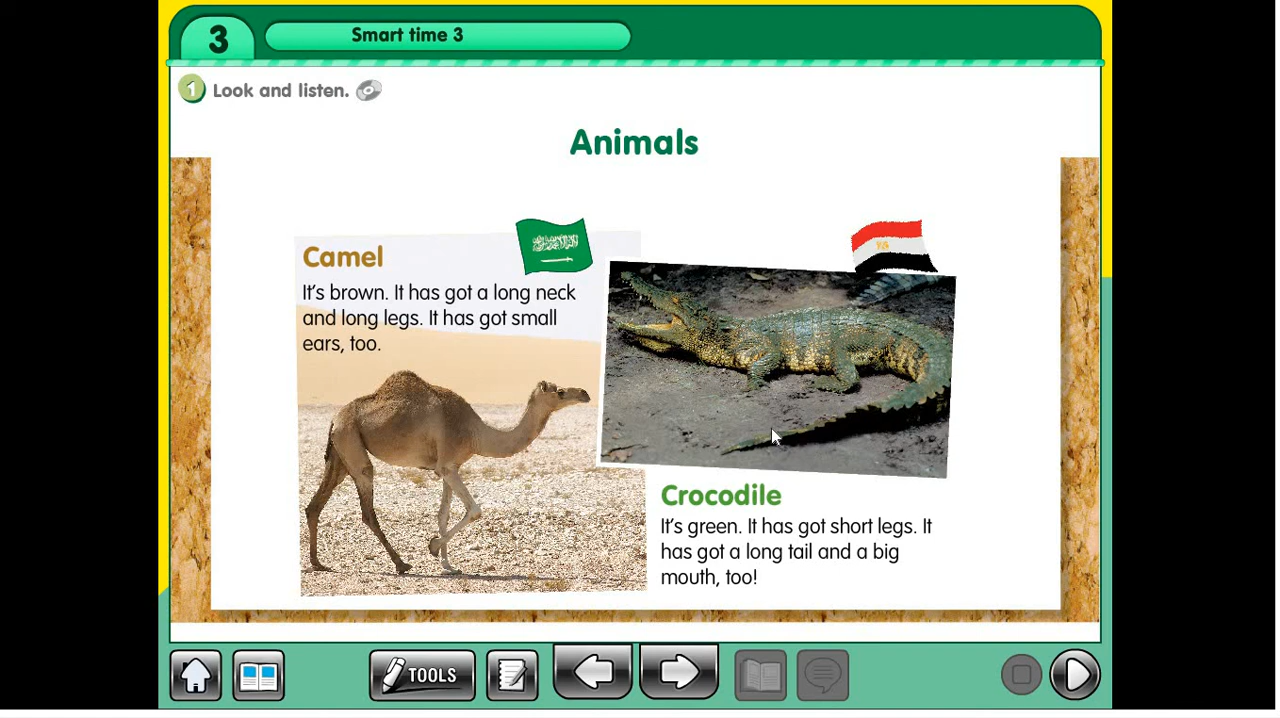 3
Smart time 3
1 Look and listen.
Animals
Camel
It's brown. It has got a long neck
and long legs. It has got small
ears, too.
Crocodile
It's green. It has got short legs. It
has got a long tail and a big
mouth, too!
TOOLS